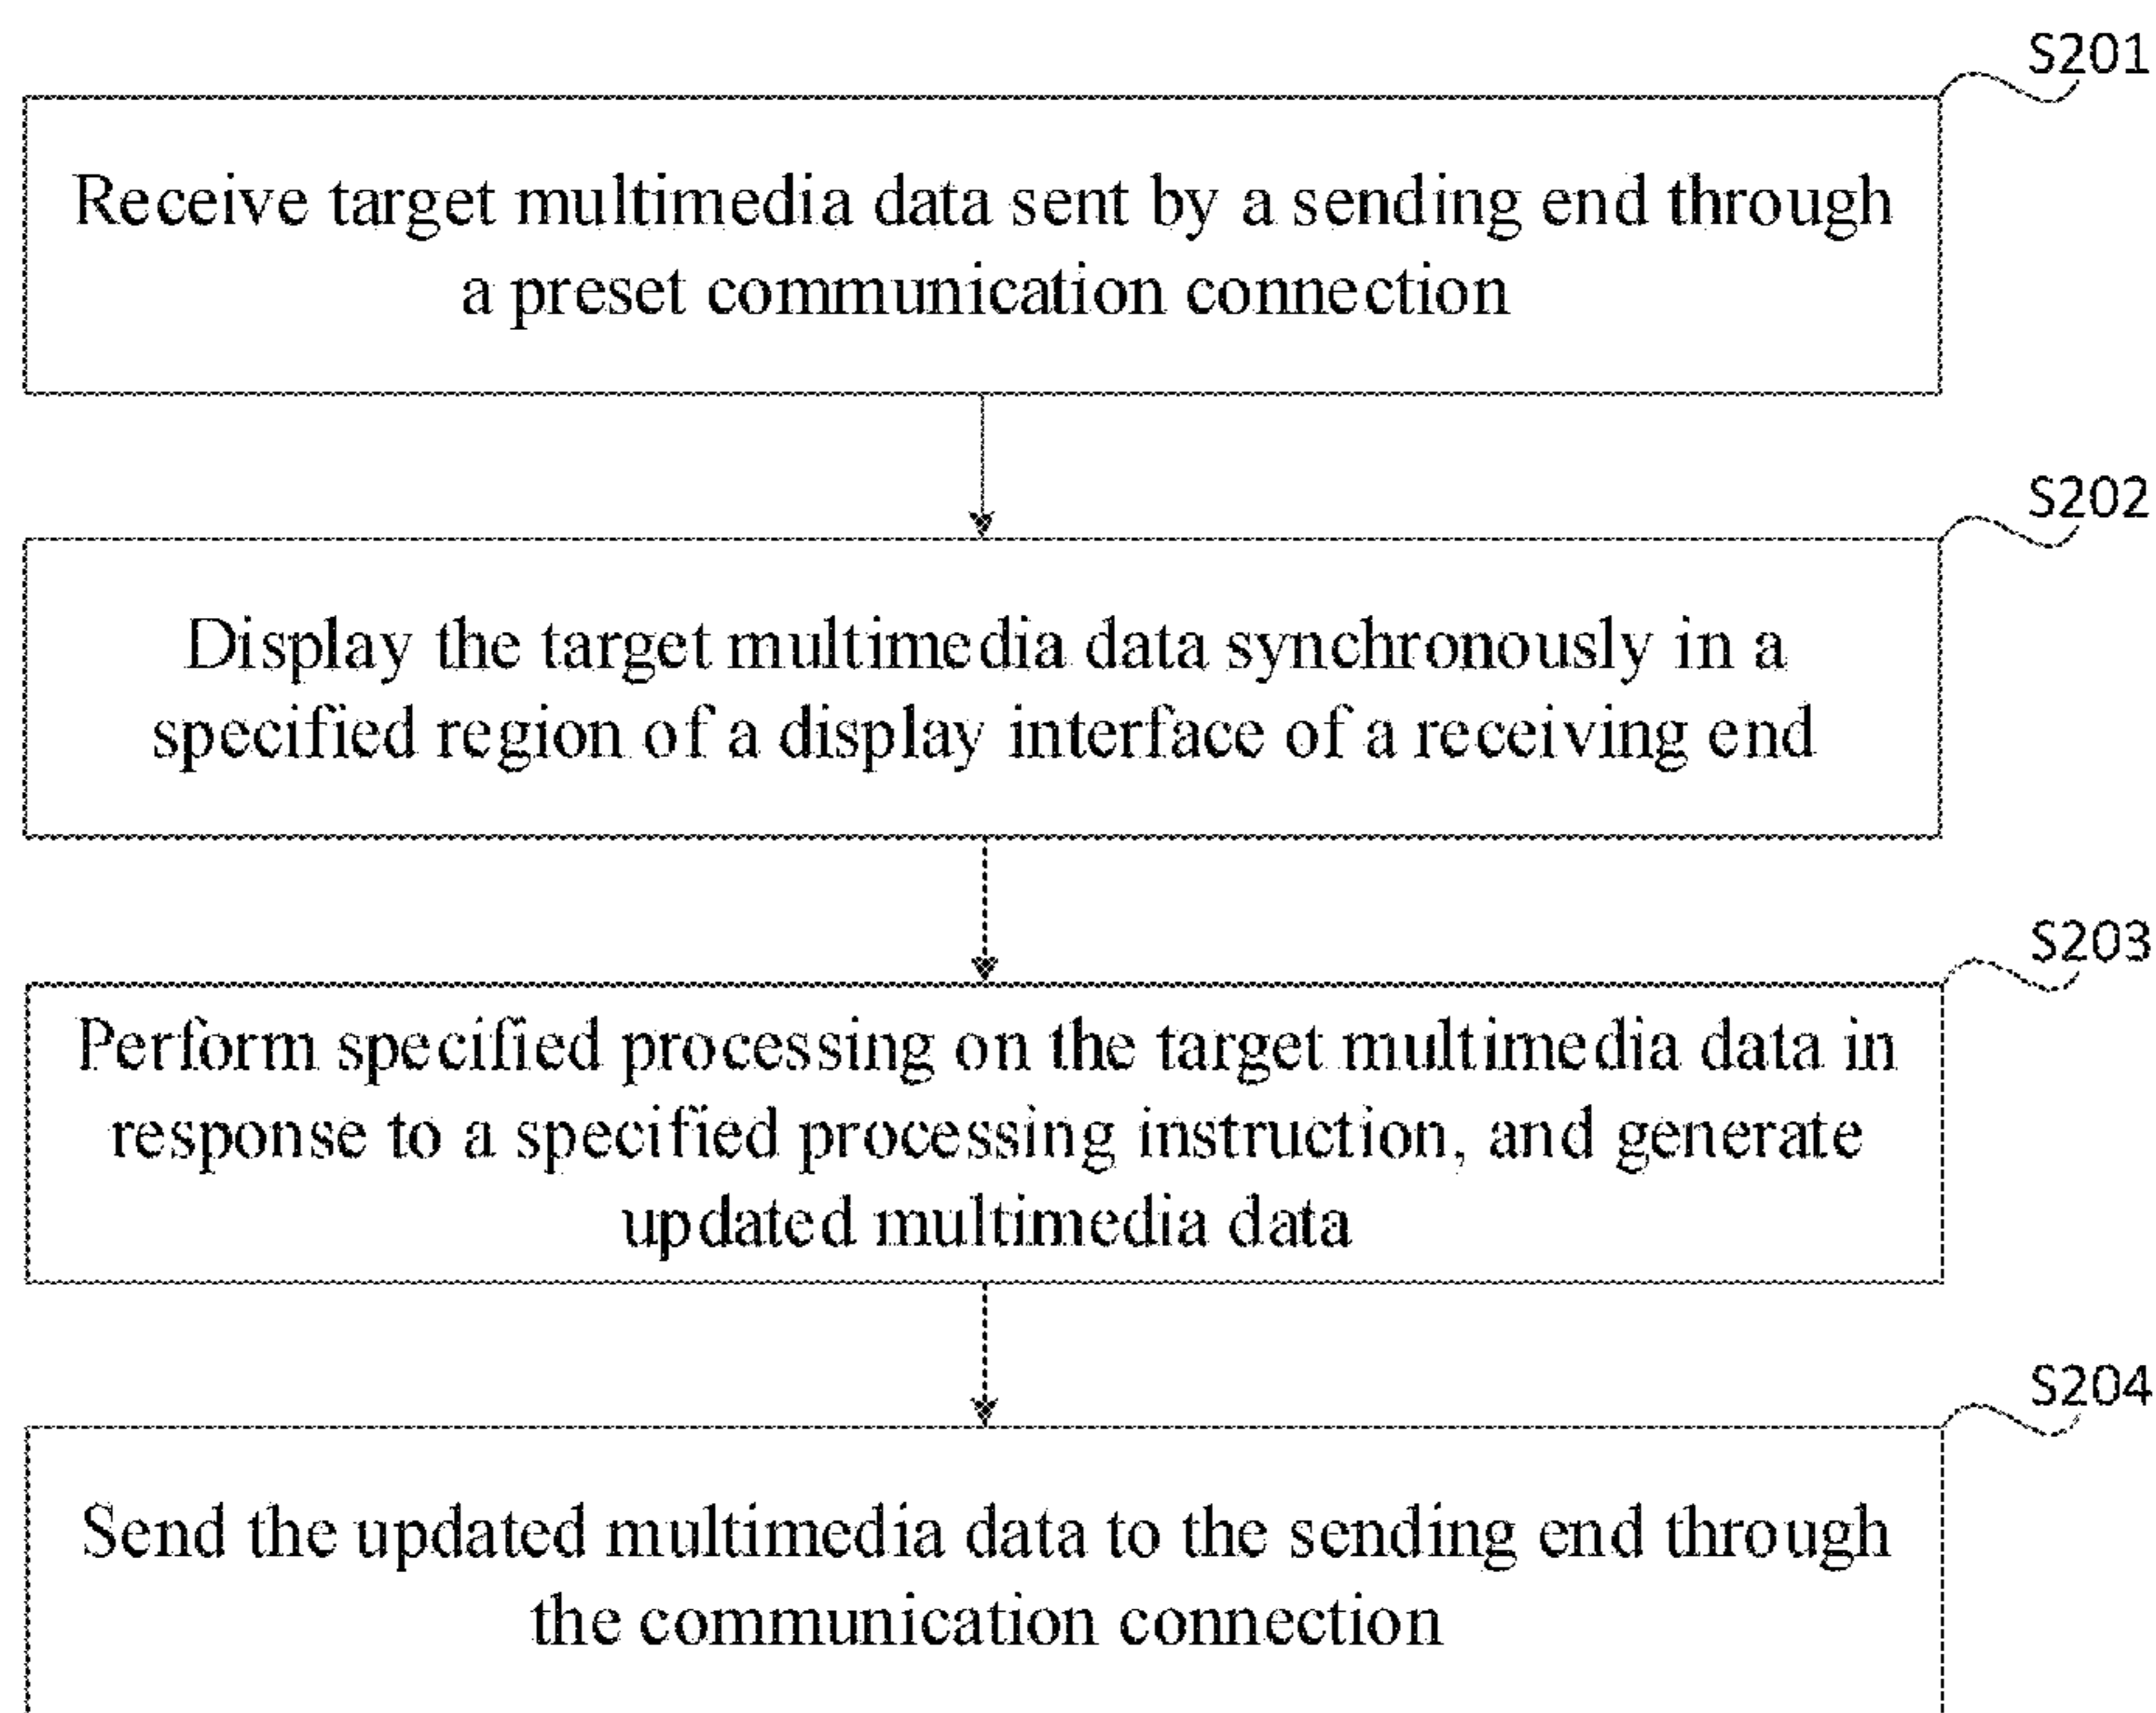 S201
Receive target multimedia data sent by a sending end through
a preset communication connection
S202
Display the target multimedia data synchronously in a
specified region of a display interface of a receiving end
S203
Perform specified processing on the target multimedia data in
response to a specified processing instruction, and generate
updated multimedia data
S204
Send the updated multimedia data to the sending end through
the communication connection